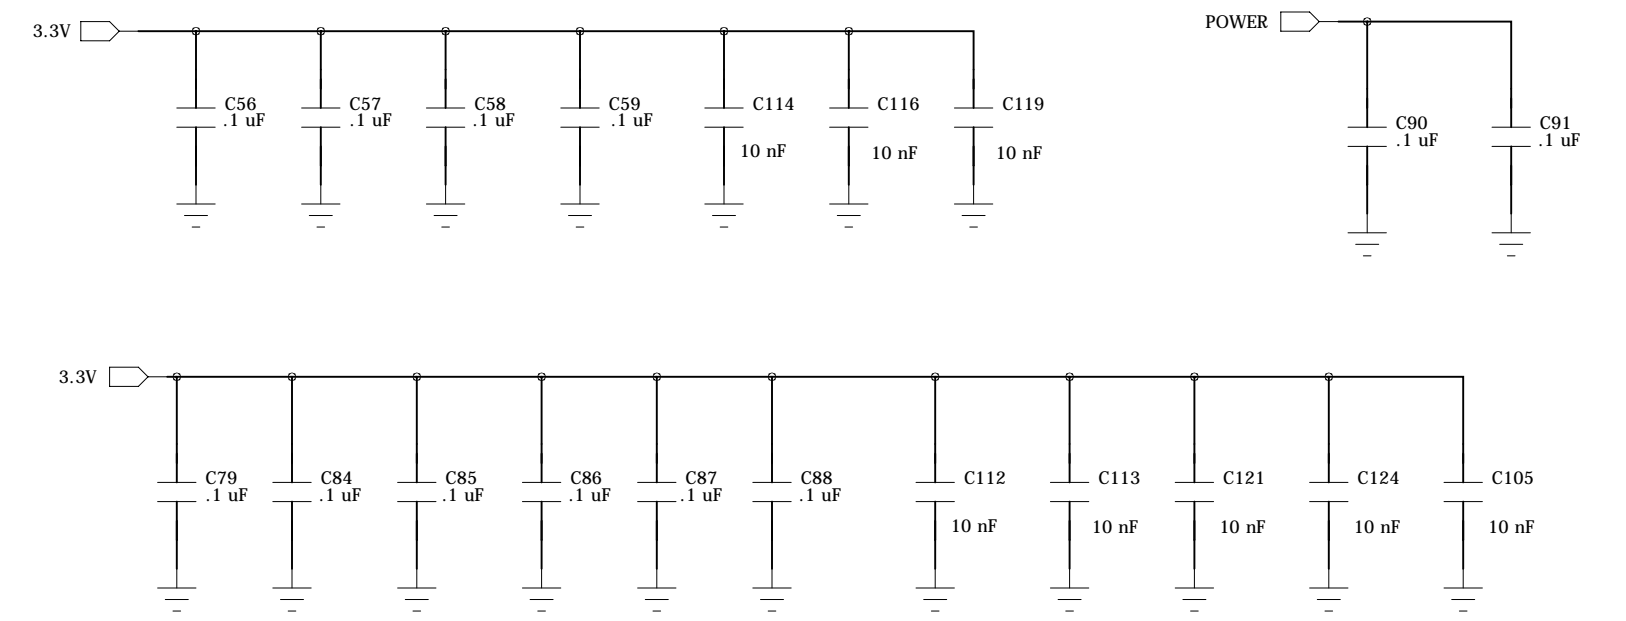 3.3V
POWER
C56
.1 uF
C57
.1 uF
C58
.1 uF
C59
.1 uF
C114
10 nF
C116
10 nF
C119
10 nF
C90
.1 uF
C91
.1 uF
3.3V
C79
.1 uF
C84
.1 uF
C85
.1 uF
C86
.1 uF
C87
.1 uF
C88
.1 uF
C112
10 nF
C113
10 nF
C121
10 nF
C124
10 nF
C105
10 nF